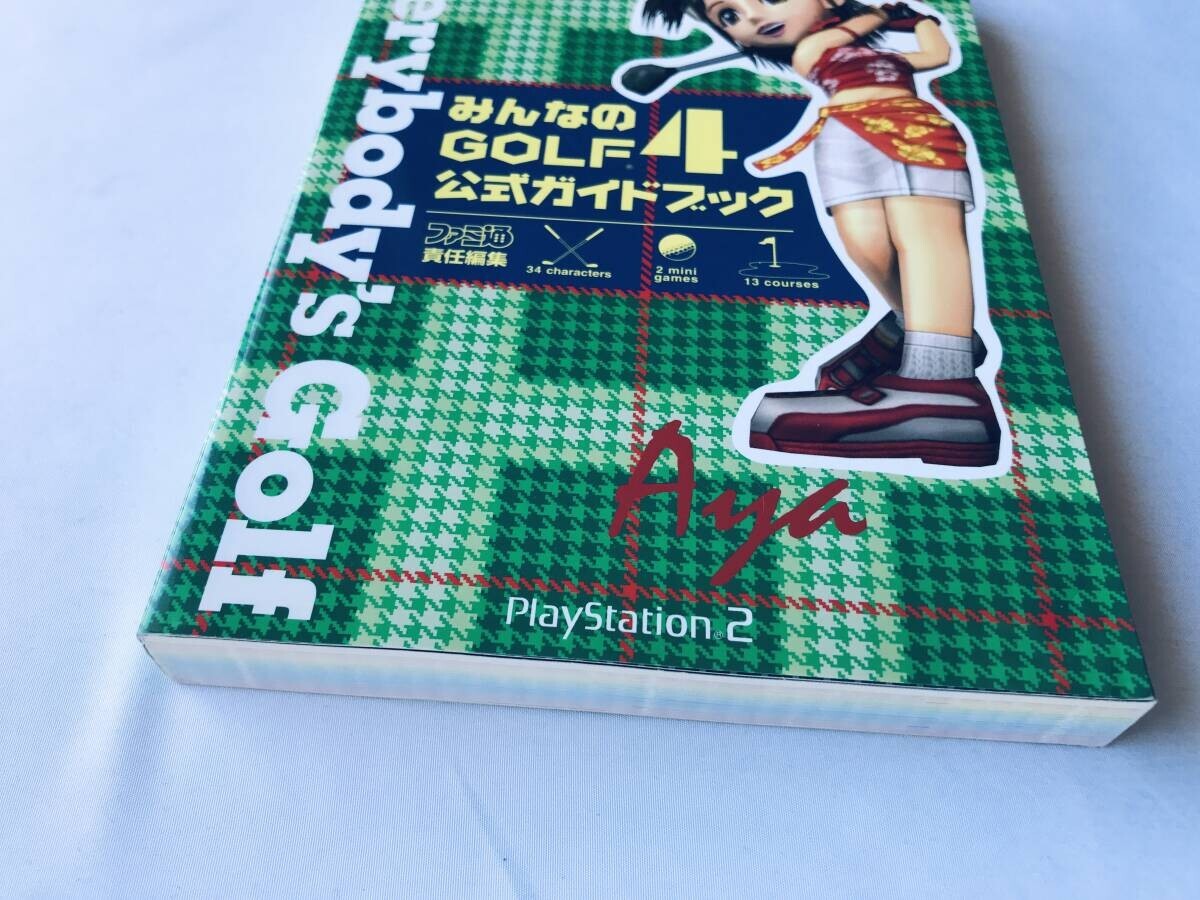 erybody's Golf
みんなの
GOLF® 4
公式ガイドブック
ファミ通
責任編集
34 characters
2 mini
games
13 courses
Aya
PlayStation®2